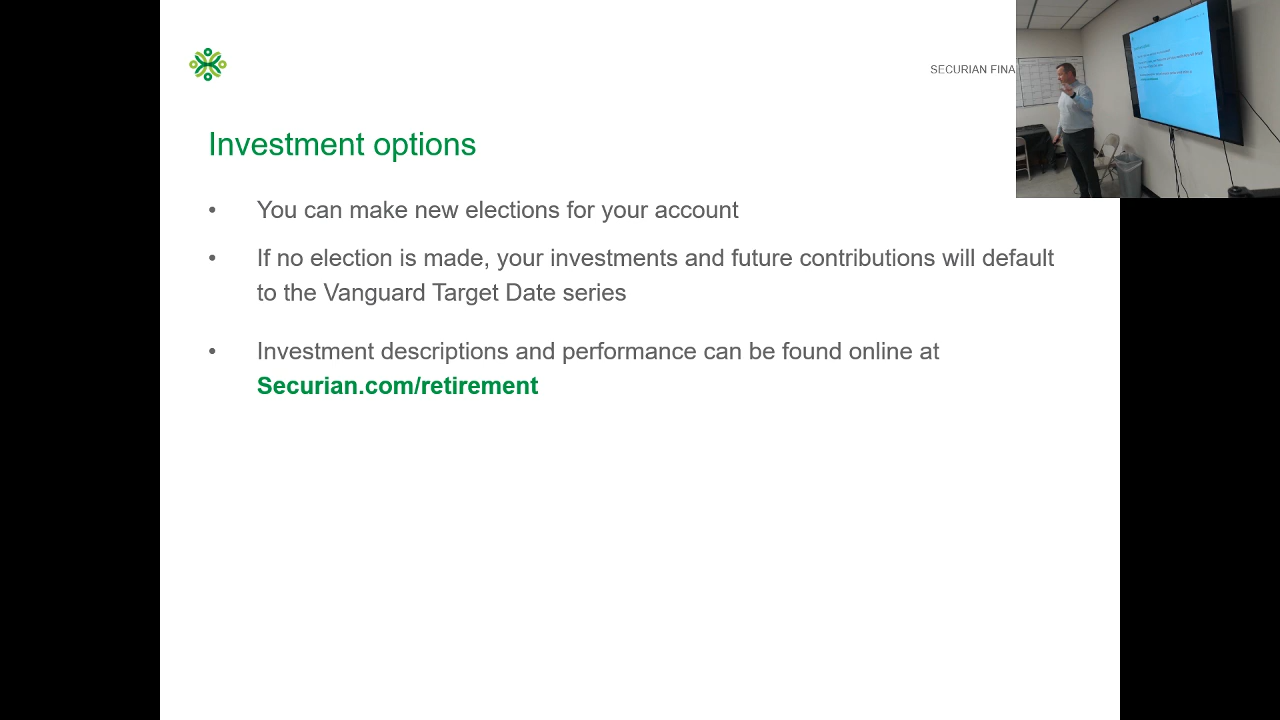 SECURIAN FINA
Investment options
• You can make new elections for your account
• If no election is made, your investments and future contributions will default
to the Vanguard Target Date series
• Investment descriptions and performance can be found online at
Securian.com/retirement